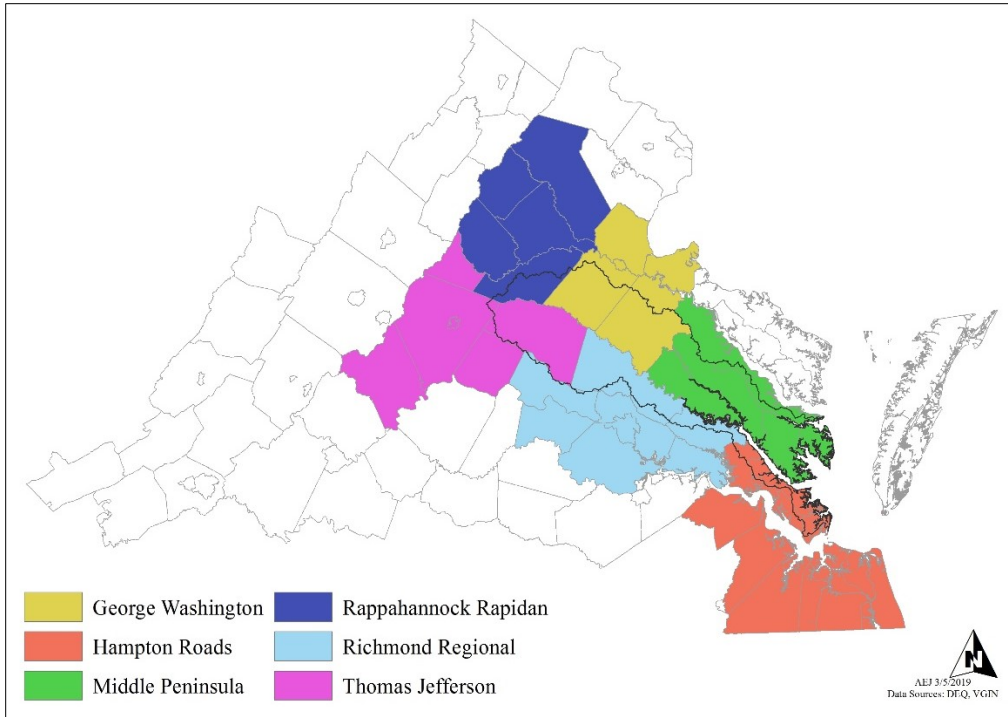 George Washington
Hampton Roads
Middle Peninsula
Rappahannock Rapidan
Richmond Regional
Thomas Jefferson
N
AEJ 3/5/2019
Data Sources: DEQ, VGIN